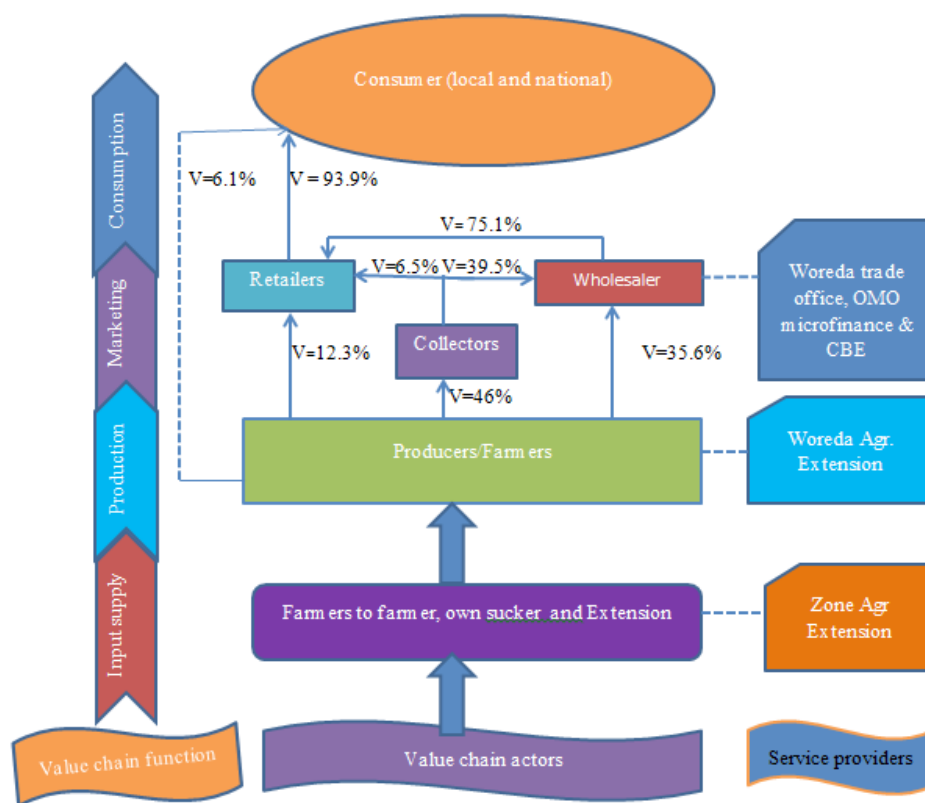 Consumer (local and national)
Consumption
V=6.1%
V = 93.9%
V= 75.1%
V=6.5%
V=39.5%
Retailers
Wholesaler
Woreda trade
office, OMO
microfinance &
CBE
Marketing
Collectors
V=12.3%
V=35.6%
V=46%
Production
Producers/Farmers
Woreda Agr.
Extension
Input supply
Farmers to farmer, own sucker and Extension
Zone Agr
Extension
Value chain function
Value chain actors
Service providers